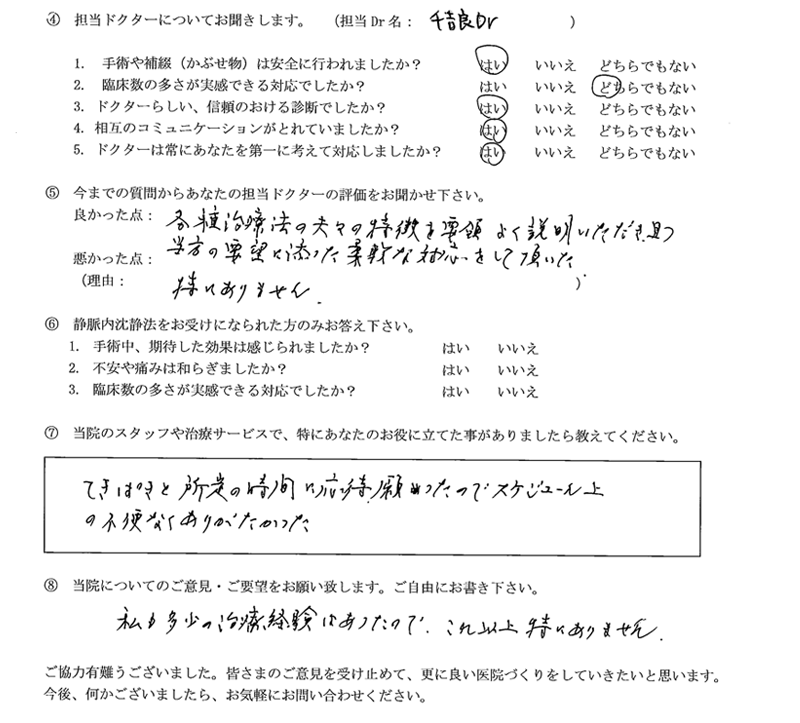 ④ 担当ドクターについてお聞きします。 （担当Dr名： 千吉良Dr ）
1. 手術や補綴（かぶせ物）は安全に行われましたか？ はい いいえ どちらでもない
2. 臨床数の多さが実感できる対応でしたか？ はい いいえ どちらでもない
3. ドクターらしい、信頼のおける診断でしたか？ はい いいえ どちらでもない
4. 相互のコミュニケーションがとれていましたか？ はい いいえ どちらでもない
5. ドクターは常にあなたを第一に考えて対応しましたか？ はい いいえ どちらでもない
⑤ 今までの質問からあなたの担当ドクターの評価をお聞かせ下さい。
良かった点： 各種治療法の夫々の特徴を要領よく説明いただき且つ
当方の要望に添った柔軟な対応をして頂いた
悪かった点：
（理由： 特にありません. ）
⑥ 静脈内沈静法をお受けになられた方のみお答え下さい。
1. 手術中、期待した効果は感じられましたか？ はい いいえ
2. 不安や痛みは和らぎましたか？ はい いいえ
3. 臨床数の多さが実感できる対応でしたか？ はい いいえ
⑦ 当院のスタッフや治療サービスで、特にあなたのお役に立てた事がありましたら教えてください。
てきぱきと所定の時間に応待願えったのでスケジュール上
の不便なくありがたかった
⑧ 当院についてのご意見・ご要望をお願い致します。ご自由にお書き下さい。
私も多少の治療経験はあったので、これ以上特にありません.
ご協力有難うございました。皆さまのご意見を受け止めて、更に良い医院づくりをしていきたいと思います。
今後、何かございましたら、お気軽にお問い合わせください。